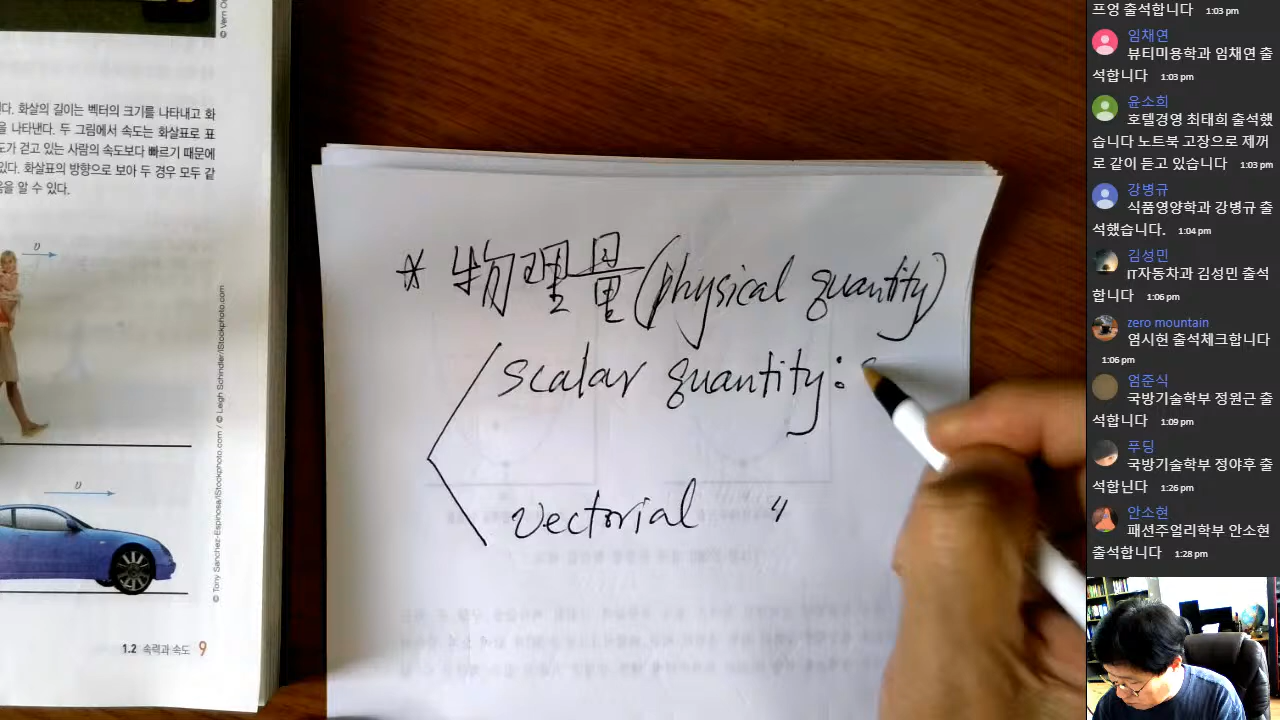 © Vern Os
다. 화살의 길이는 벡터의 크기를 나타내고 화
을 나타낸다. 두 그림에서 속도는 화살표로 표
도가 걷고 있는 사람의 속도보다 빠르기 때문에
있다. 화살표의 방향으로 보아 두 경우 모두 같
음을 알 수 있다.
υ
υ
© Tony Sanchez-Espinosa/iStockphoto.com / © Leigh Schindler/iStockphoto.com
1.2 속력과 속도 9
* 物理量(physical quantity)
scalar quantity:
vectorial 〃
프엉 출석합니다 1:03 pm
임채연
뷰티미용학과 임채연 출
석합니다 1:03 pm
윤소희
호텔경영 최태희 출석했
습니다 노트북 고장으로 제꺼
로 같이 듣고 있습니다 1:03 pm
강병규
식품영양학과 강병규 출
석했습니다. 1:04 pm
김성민
IT자동차과 김성민 출석
합니다 1:06 pm
zero mountain
염시헌 출석체크합니다
1:06 pm
엄준식
국방기술학부 정원근 출
석합니다 1:09 pm
푸딩
국방기술학부 정야후 출
석합닌다 1:26 pm
안소현
패션주얼리학부 안소현
출석합니다 1:28 pm